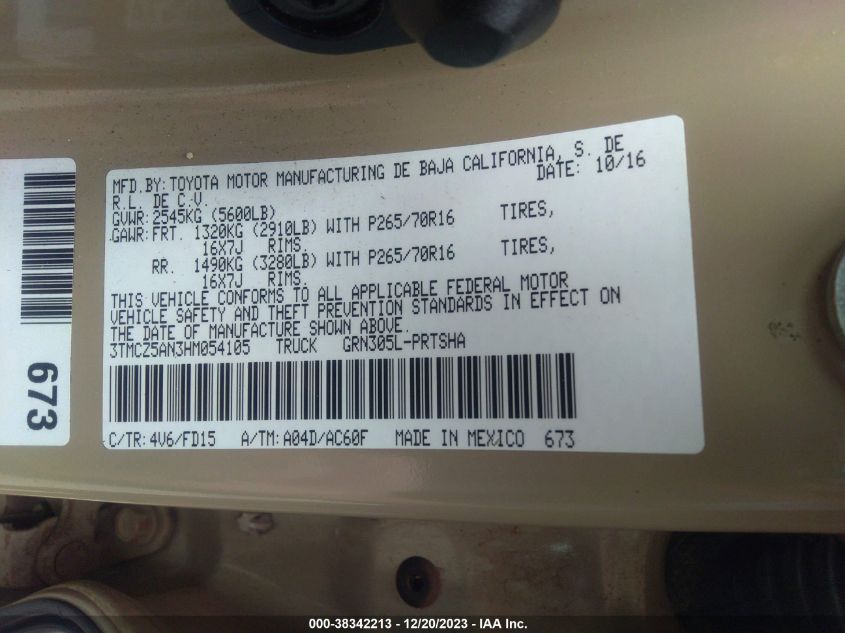 MFD.BY: TOYOTA MOTOR MANUFACTURING DE BAJA CALIFORNIA, S. DE
R.L. DE C.V. DATE: 10/16
GVWR: 2545KG (5600LB)
GAWR: FRT. 1320KG (2910LB) WITH P265/70R16 TIRES,
16X7J RIMS.
RR. 1490KG (3280LB) WITH P265/70R16 TIRES,
16X7J RIMS.
THIS VEHICLE CONFORMS TO ALL APPLICABLE FEDERAL MOTOR
VEHICLE SAFETY AND THEFT PREVENTION STANDARDS IN EFFECT ON
THE DATE OF MANUFACTURE SHOWN ABOVE.
3TMCZ5AN3HM054105 TRUCK GRN305L-PRTSHA
C/TR: 4V6/FD15 A/TM: A04D/AC60F MADE IN MEXICO 673
673
000-38342213 - 12/20/2023 - IAA Inc.